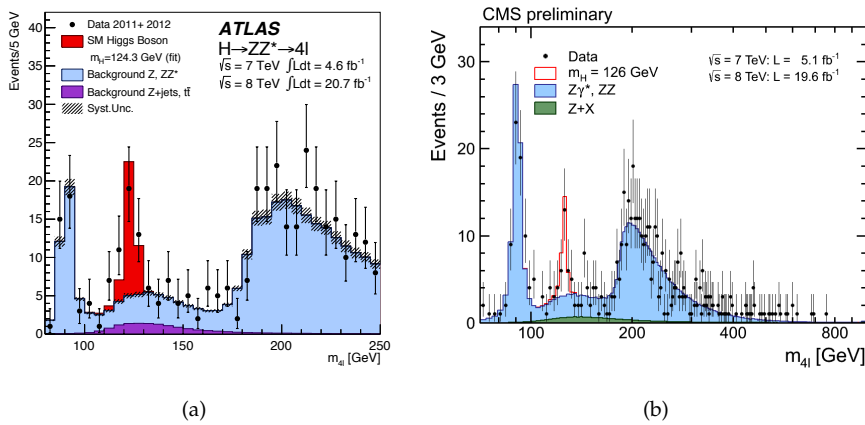 ATLAS
H→ZZ*→4l
√s = 7 TeV ∫Ldt = 4.6 fb⁻¹
√s = 8 TeV ∫Ldt = 20.7 fb⁻¹
Data 2011+ 2012
SM Higgs Boson
m_H=124.3 GeV (fit)
Background Z, ZZ*
Background Z+jets, tt̄
Syst.Unc.
Events/5 GeV
40
35
30
25
20
15
10
5
0
100 150 200 250
m_4l [GeV]
(a)
CMS preliminary
Data
m_H = 126 GeV
Zγ*, ZZ
Z+X
√s = 7 TeV: L = 5.1 fb⁻¹
√s = 8 TeV: L = 19.6 fb⁻¹
Events / 3 GeV
30
20
10
0
100 200 400 800
m_4l [GeV]
(b)